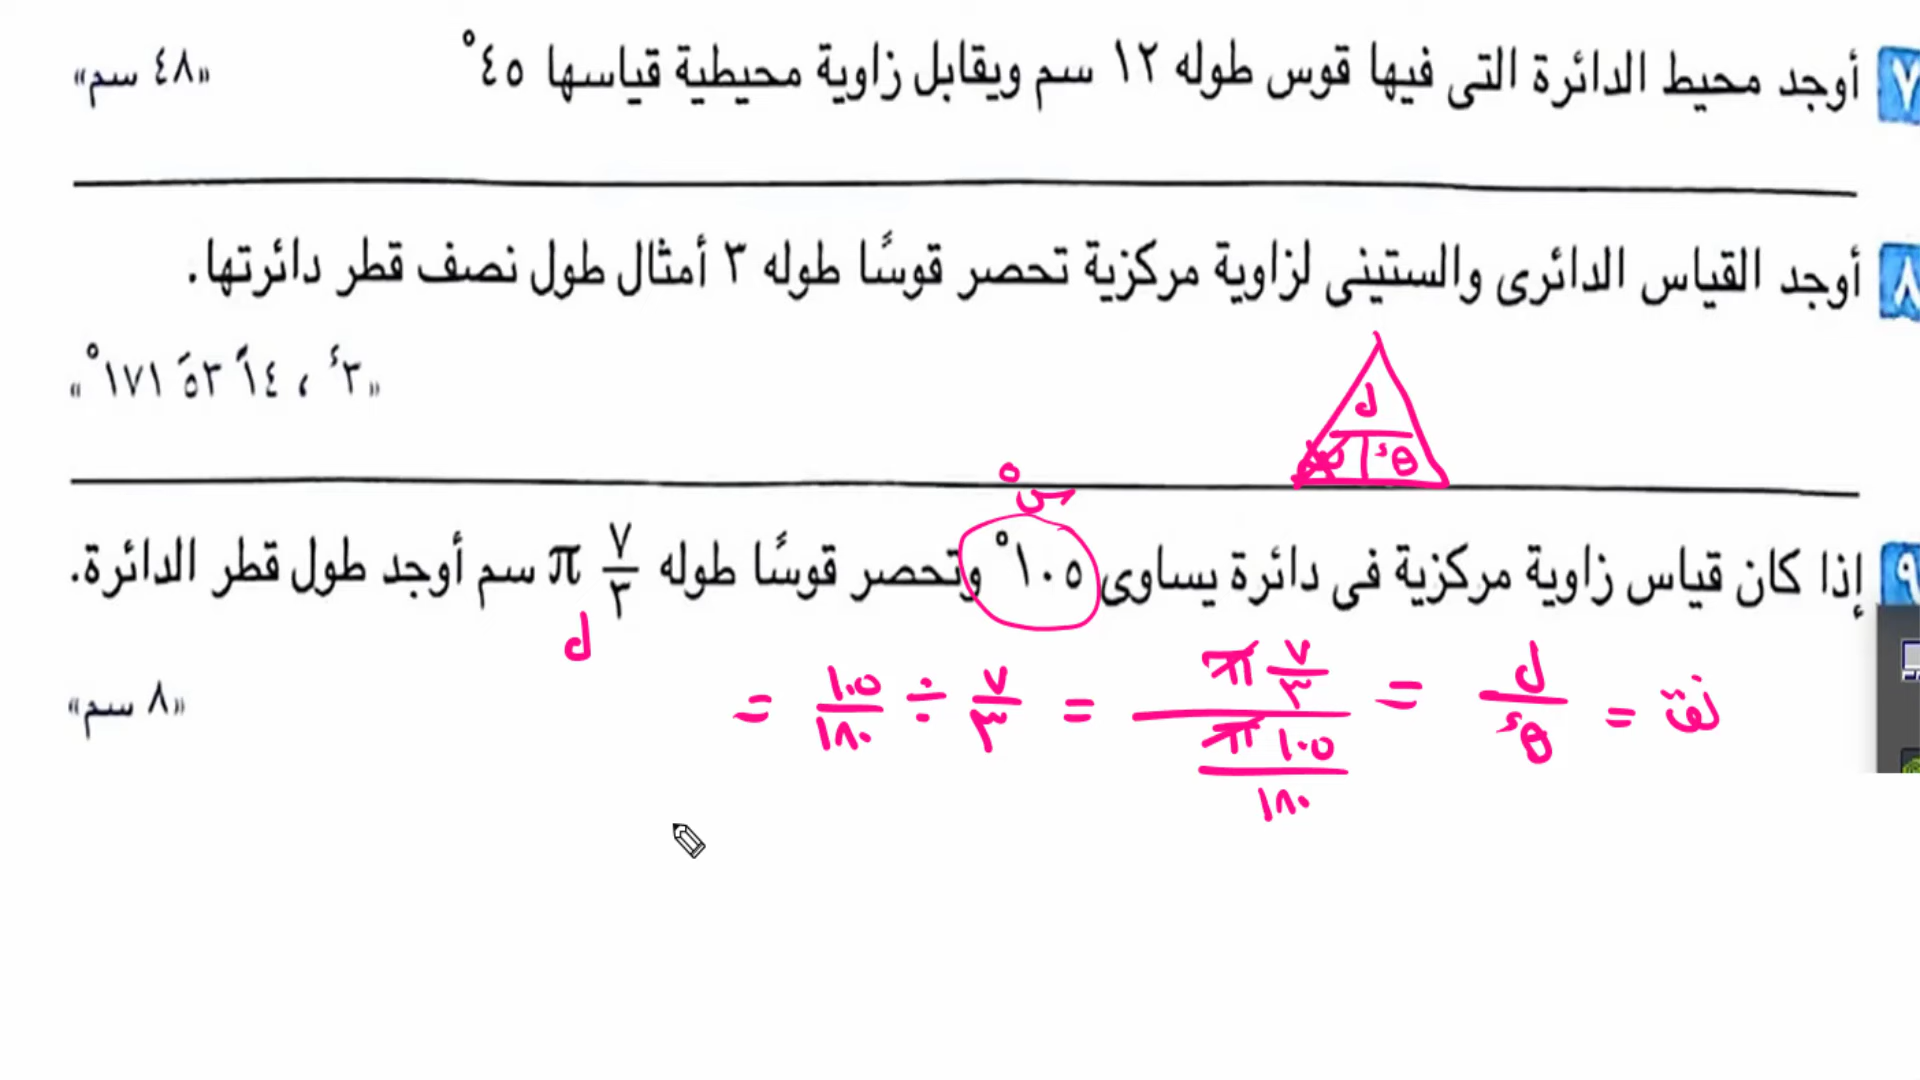 ٧ أوجد محيط الدائرة التى فيها قوس طوله ١٢ سم ويقابل زاوية محيطية قياسها ٤٥° «٤٨ سم»
٨ أوجد القياس الدائرى والستينى لزاوية مركزية تحصر قوسًا طوله ٣ أمثال طول نصف قطر دائرتها.
«٣ء ، ١٤ً ٥٣َ ١٧١°»
ل
θء
س°
٩ إذا كان قياس زاوية مركزية فى دائرة يساوى ١٠٥° وتحصر قوسًا طوله ٧/٣ π سم أوجد طول قطر الدائرة.
ل
نق = ل/θء = (٧/٣ π)/(١٠٥ π/١٨٠) = ٧/٣ ÷ ١٠٥/١٨٠ =
«٨ سم»